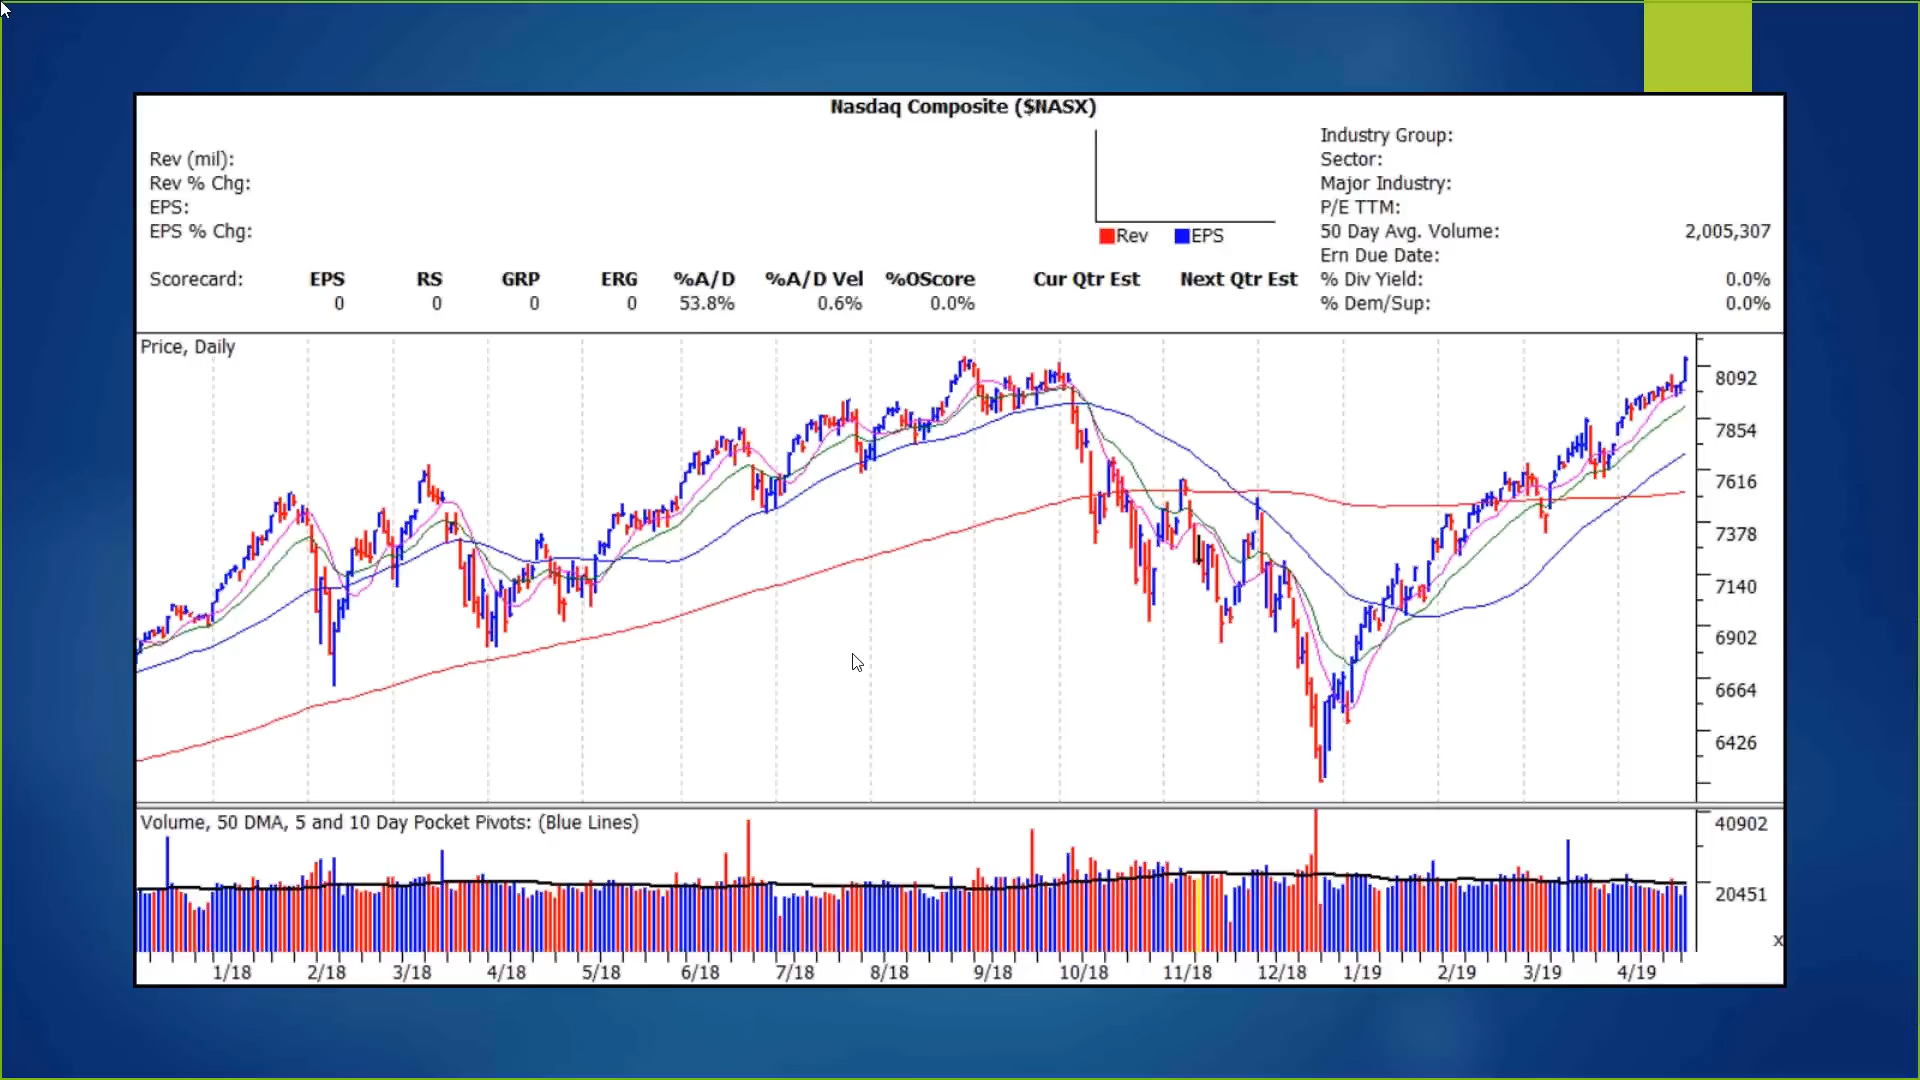 Nasdaq Composite ($NASX)
Rev (mil):
Rev % Chg:
EPS:
EPS % Chg:
Rev EPS
Industry Group:
Sector:
Major Industry:
P/E TTM:
50 Day Avg. Volume: 2,005,307
Ern Due Date:
% Div Yield: 0.0%
% Dem/Sup: 0.0%
Scorecard: EPS RS GRP ERG %A/D %A/D Vel %OScore Cur Qtr Est Next Qtr Est
0 0 0 0 53.8% 0.6% 0.0%
Price, Daily
8092
7854
7616
7378
7140
6902
6664
6426
Volume, 50 DMA, 5 and 10 Day Pocket Pivots: (Blue Lines)
40902
20451
x
1/18 2/18 3/18 4/18 5/18 6/18 7/18 8/18 9/18 10/18 11/18 12/18 1/19 2/19 3/19 4/19